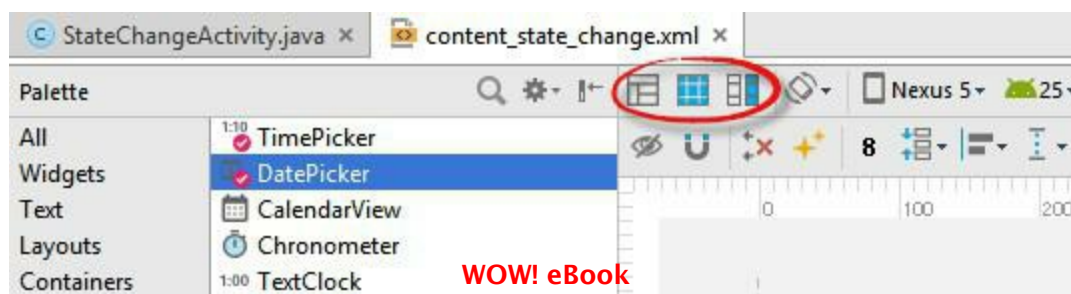 C StateChangeActivity.java ×
content_state_change.xml ×
Palette
Nexus 5
25
All
Widgets
Text
Layouts
Containers
1:10 TimePicker
DatePicker
CalendarView
Chronometer
1:00 TextClock
8
0
100
200
WOW! eBook